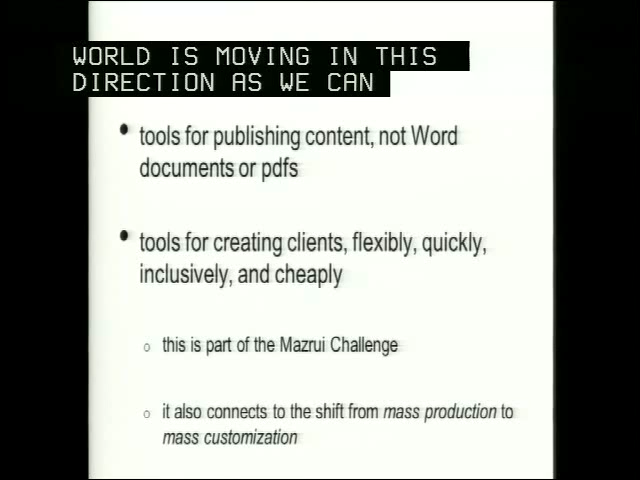 WORLD IS MOVING IN THIS
DIRECTION AS WE CAN
• tools for publishing content, not Word
documents or pdfs
• tools for creating clients, flexibly, quickly,
inclusively, and cheaply
o this is part of the Mazrui Challenge
o it also connects to the shift from mass production to
mass customization